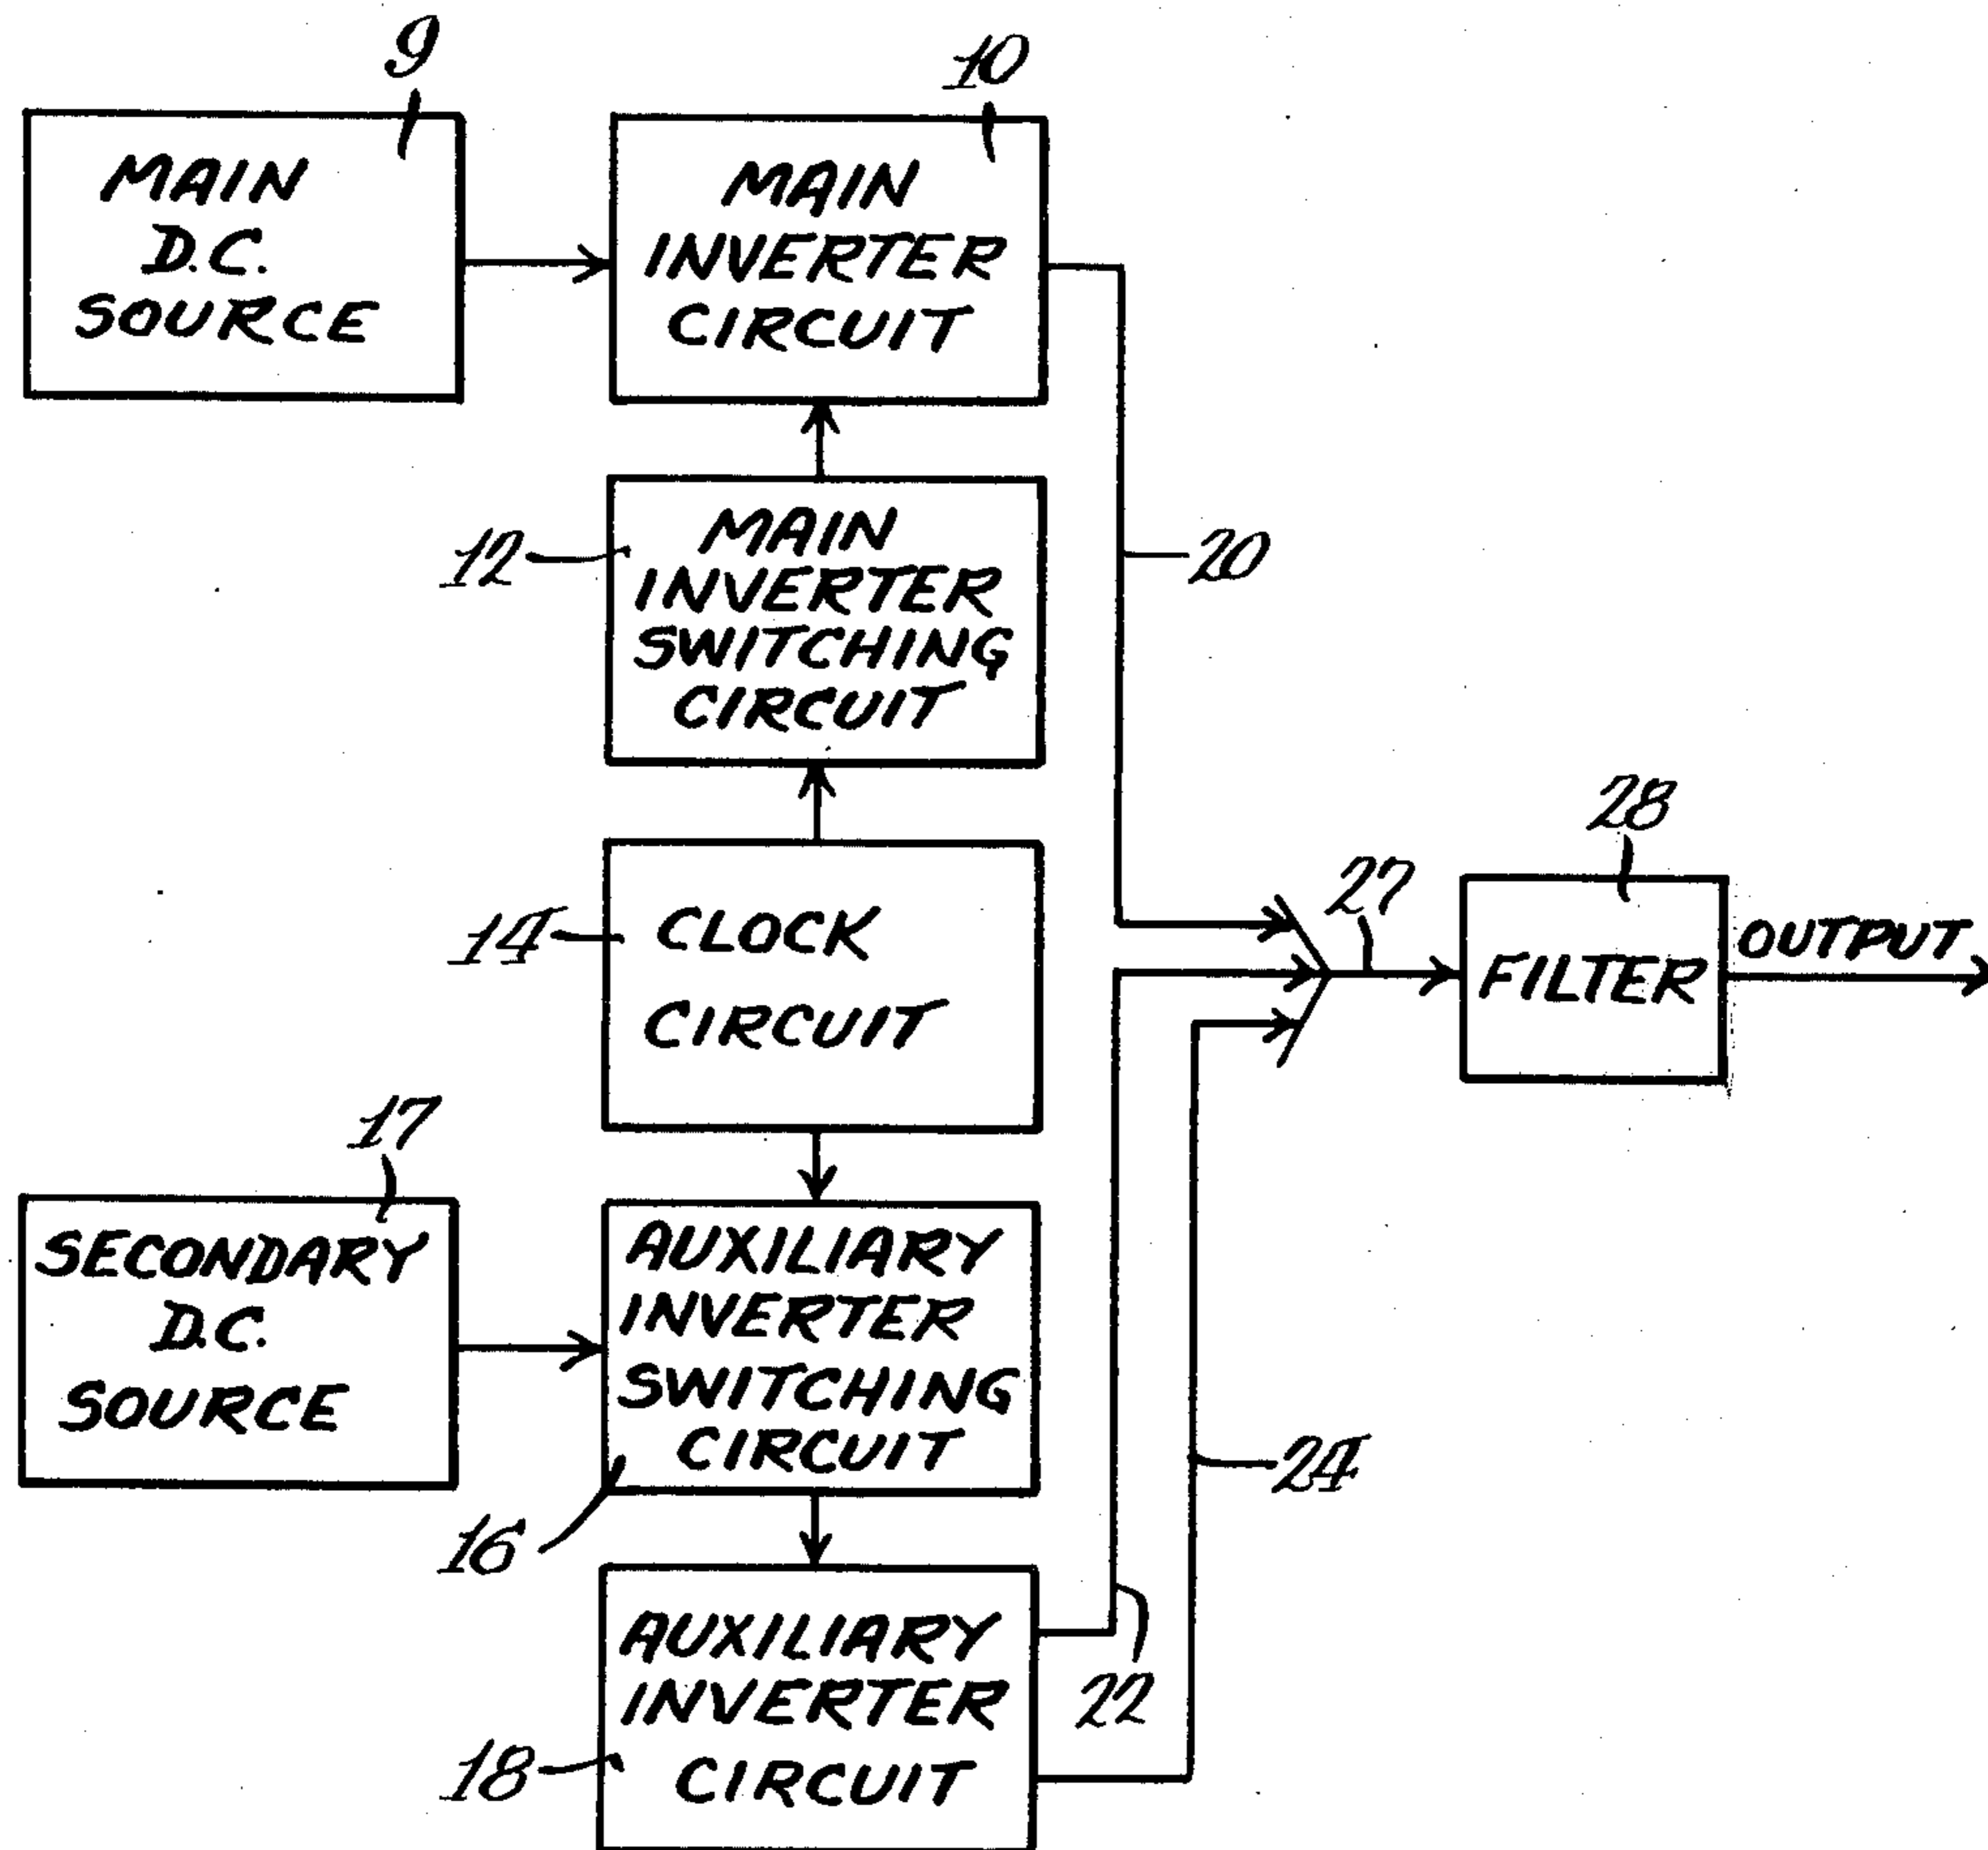 9
10
MAIN
D.C.
SOURCE
MAIN
INVERTER
CIRCUIT
12
MAIN
INVERTER
SWITCHING
CIRCUIT
20
14
CLOCK
CIRCUIT
27
28
FILTER
OUTPUT
17
SECONDARY
D.C.
SOURCE
AUXILIARY
INVERTER
SWITCHING
CIRCUIT
16
24
AUXILIARY
INVERTER
CIRCUIT
18
22